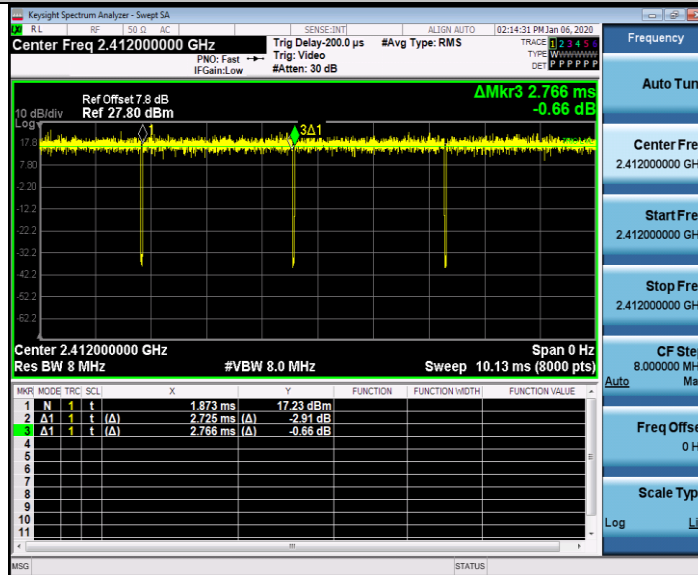 Keysight Spectrum Analyzer - Swept SA
RL RF 50 Ω AC SENSE:INT ALIGN AUTO 02:14:31 PM Jan 06, 2020
Center Freq 2.412000000 GHz
PNO: Fast
IFGain:Low
Trig Delay-200.0 µs
Trig: Video
#Atten: 30 dB
#Avg Type: RMS
TRACE 1 2 3 4 5 6
TYPE W
DET P P P P P P
ΔMkr3 2.766 ms
-0.66 dB
Ref Offset 7.8 dB
10 dB/div Ref 27.80 dBm
Log
1
3Δ1
17.8
7.80
-2.20
-12.2
-22.2
-32.2
-42.2
-52.2
-62.2
Center 2.412000000 GHz Span 0 Hz
Res BW 8 MHz #VBW 8.0 MHz Sweep 10.13 ms (8000 pts)
MKR MODE TRC SCL X Y FUNCTION FUNCTION WIDTH FUNCTION VALUE
1 N 1 t 1.873 ms 17.23 dBm
2 Δ1 1 t (Δ) 2.725 ms (Δ) -2.91 dB
3 Δ1 1 t (Δ) 2.766 ms (Δ) -0.66 dB
4
5
6
7
8
9
10
11
MSG STATUS
Frequency
Auto Tun
Center Fre
2.412000000 GH
Start Fre
2.412000000 GH
Stop Fre
2.412000000 GH
CF Ste
8.000000 MH
Auto Ma
Freq Offse
0 H
Scale Typ
Log Li